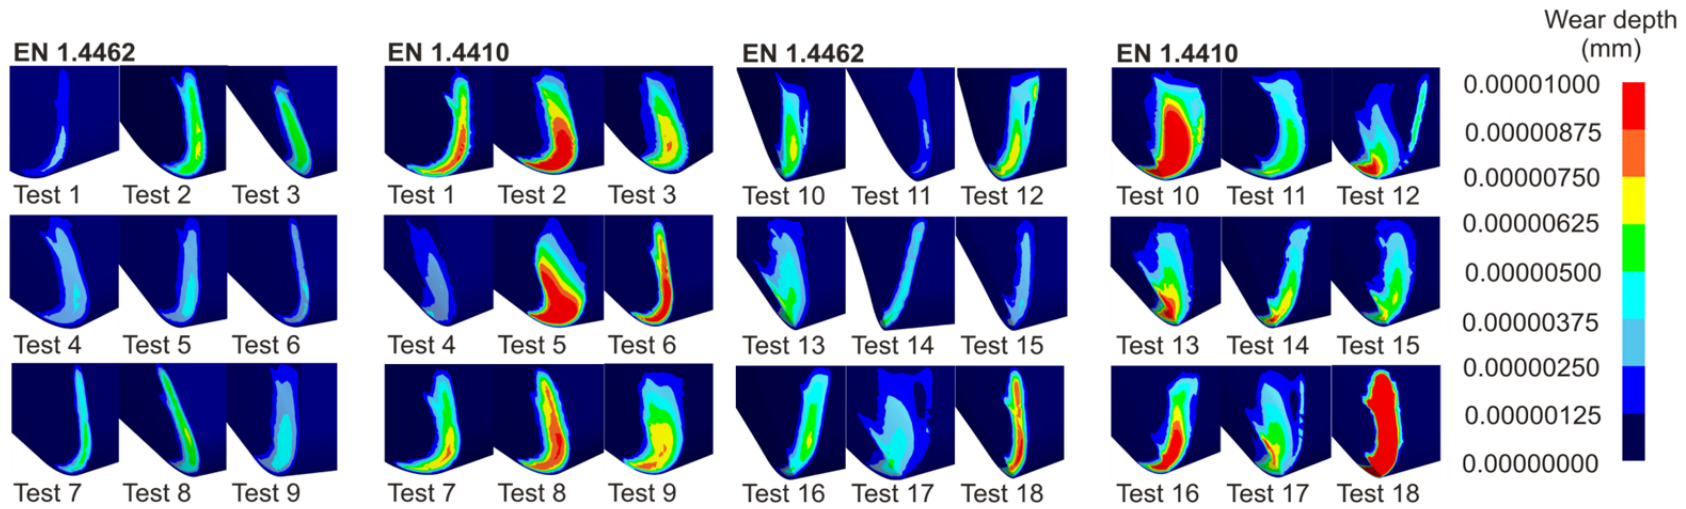 Wear depth
(mm)
EN 1.4462
EN 1.4410
EN 1.4462
EN 1.4410
Test 1 Test 2 Test 3
Test 1 Test 2 Test 3
Test 10 Test 11 Test 12
Test 10 Test 11 Test 12
Test 4 Test 5 Test 6
Test 4 Test 5 Test 6
Test 13 Test 14 Test 15
Test 13 Test 14 Test 15
Test 7 Test 8 Test 9
Test 7 Test 8 Test 9
Test 16 Test 17 Test 18
Test 16 Test 17 Test 18
0.00001000
0.00000875
0.00000750
0.00000625
0.00000500
0.00000375
0.00000250
0.00000125
0.00000000